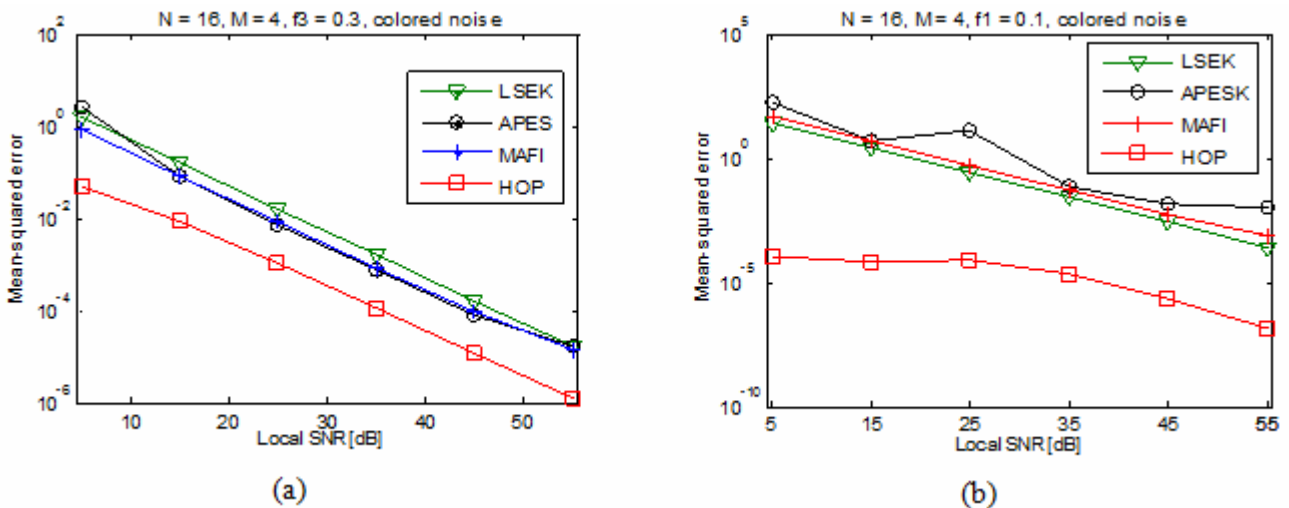 N = 16, M = 4, f3 = 0.3, colored noise
Mean-squared error
10^2
10^0
10^-2
10^-4
10^-6
LSEK
APES
MAFI
HOP
10
20
30
40
50
Local SNR [dB]
(a)
N = 16, M = 4, f1 = 0.1, colored noise
Mean-squared error
10^5
10^0
10^-5
10^-10
LSEK
APESK
MAFI
HOP
5
15
25
35
45
55
Local SNR [dB]
(b)